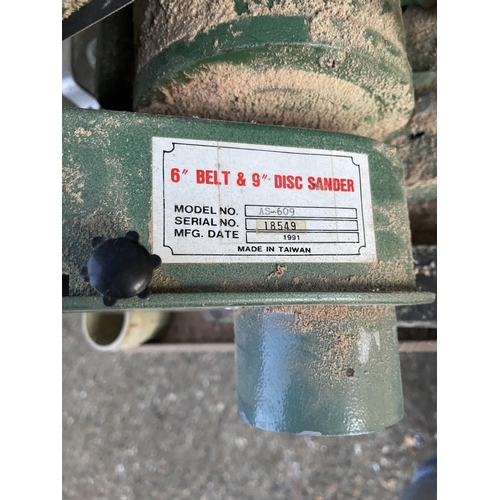 6" BELT & 9" DISC SANDER
MODEL NO. AS-609
SERIAL NO. 18549
MFG. DATE 1991
MADE IN TAIWAN